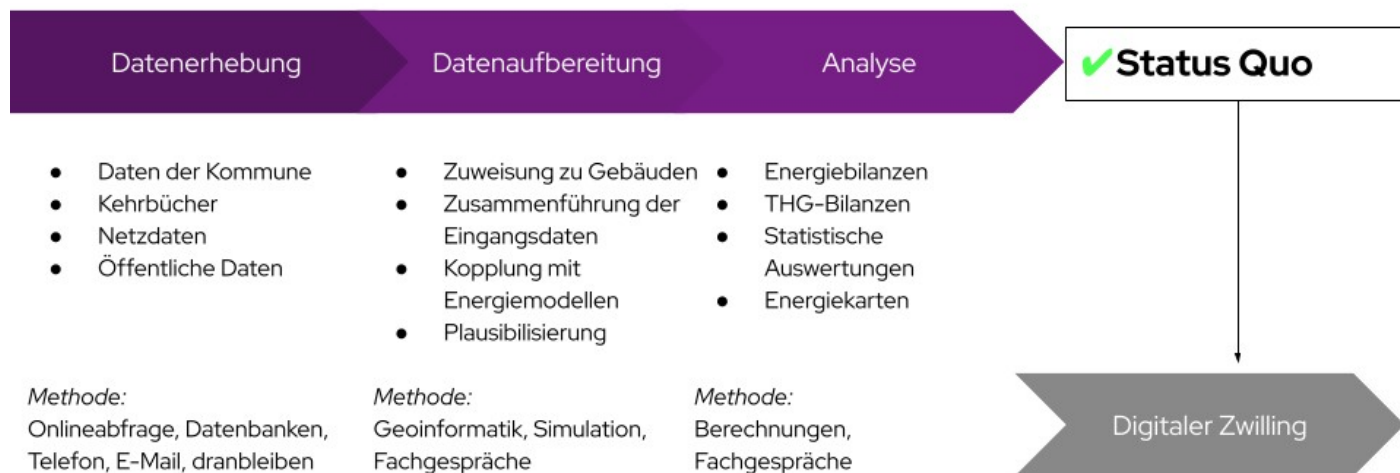 Datenerhebung
Datenaufbereitung
Analyse
✔Status Quo
● Daten der Kommune
● Kehrbücher
● Netzdaten
● Öffentliche Daten
● Zuweisung zu Gebäuden
● Zusammenführung der
Eingangsdaten
● Kopplung mit
Energiemodellen
● Plausibilisierung
● Energiebilanzen
● THG-Bilanzen
● Statistische
Auswertungen
● Energiekarten
Methode:
Onlineabfrage, Datenbanken,
Telefon, E-Mail, dranbleiben
Methode:
Geoinformatik, Simulation,
Fachgespräche
Methode:
Berechnungen,
Fachgespräche
Digitaler Zwilling